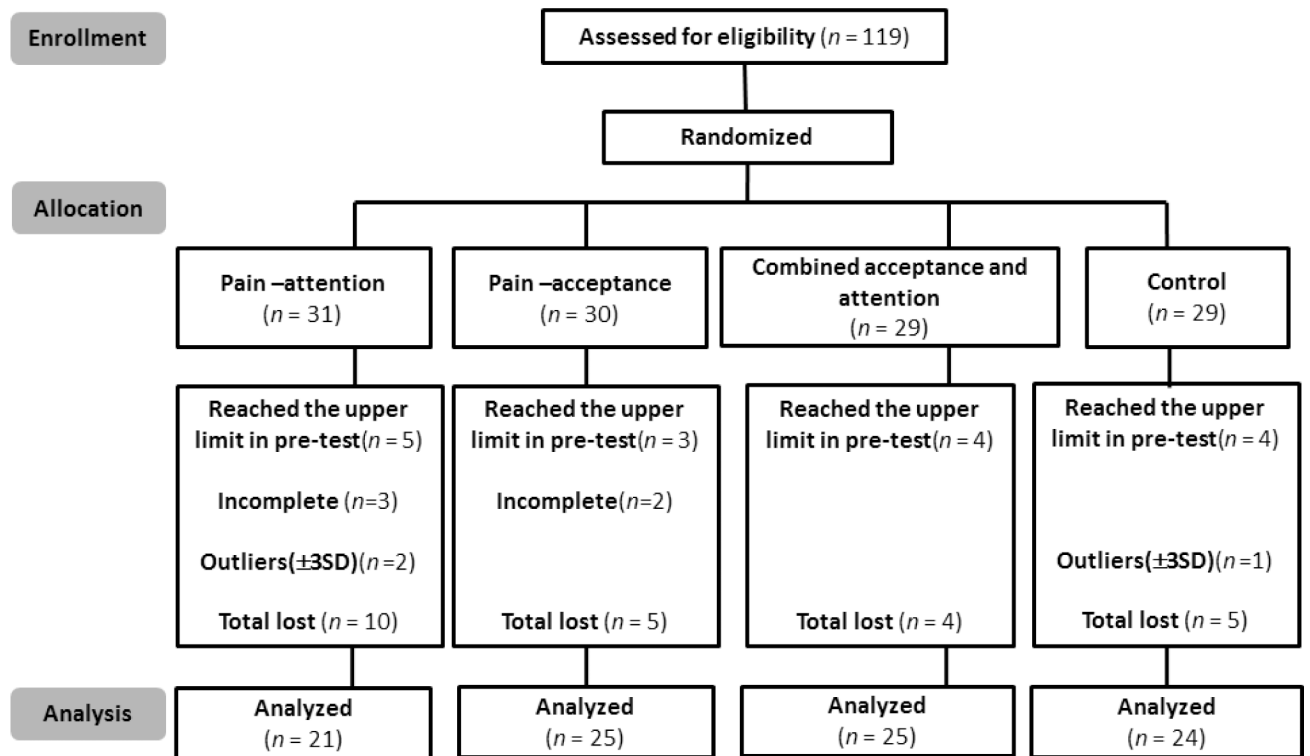 Enrollment
Assessed for eligibility (n = 119)
Randomized
Allocation
Pain –attention
(n = 31)
Pain –acceptance
(n = 30)
Combined acceptance and
attention
(n = 29)
Control
(n = 29)
Reached the upper
limit in pre-test(n = 5)
Incomplete (n=3)
Outliers(±3SD)(n=2)
Total lost (n = 10)
Reached the upper
limit in pre-test(n = 3)
Incomplete(n=2)
Total lost (n = 5)
Reached the upper
limit in pre-test(n = 4)
Total lost (n = 4)
Reached the upper
limit in pre-test(n = 4)
Outliers(±3SD)(n=1)
Total lost (n = 5)
Analysis
Analyzed
(n = 21)
Analyzed
(n = 25)
Analyzed
(n = 25)
Analyzed
(n = 24)